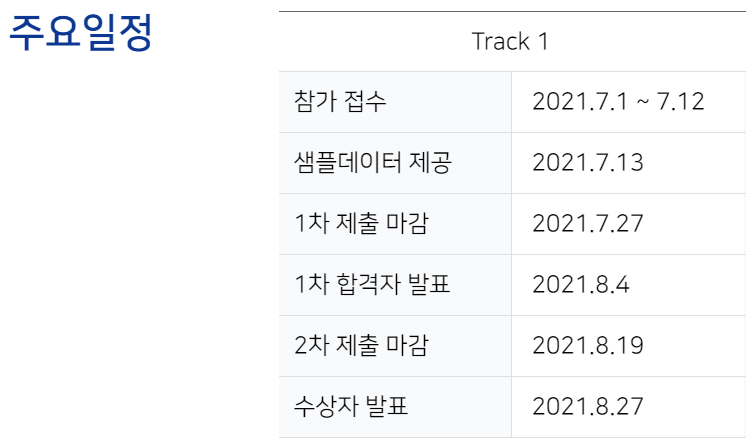 주요일정
Track 1
참가 접수 2021.7.1 ~ 7.12
샘플데이터 제공 2021.7.13
1차 제출 마감 2021.7.27
1차 합격자 발표 2021.8.4
2차 제출 마감 2021.8.19
수상자 발표 2021.8.27